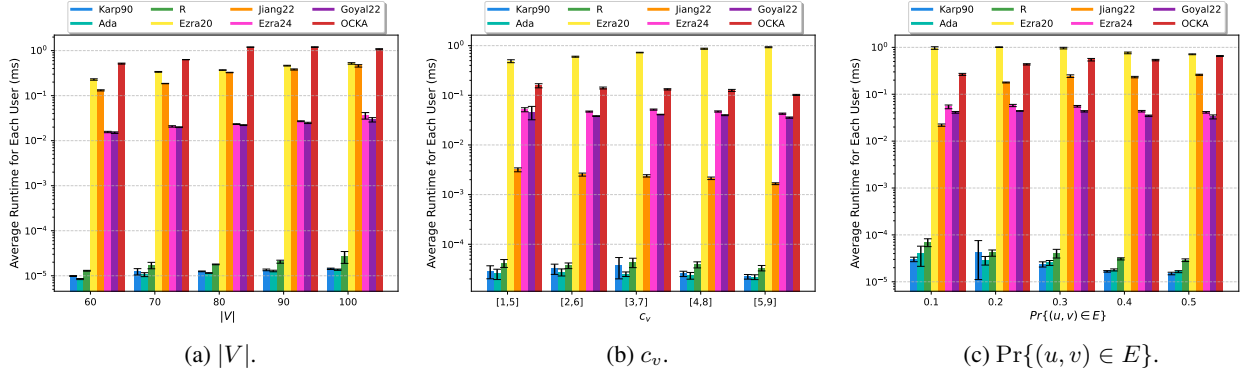 Karp90 R Jiang22 Goyal22
Ada Ezra20 Ezra24 OCKA
Average Runtime for Each User (ms)
10^0
10^-1
10^-2
10^-3
10^-4
10^-5
60 70 80 90 100
|V|
(a) |V|.
Karp90 R Jiang22 Goyal22
Ada Ezra20 Ezra24 OCKA
Average Runtime for Each User (ms)
10^0
10^-1
10^-2
10^-3
10^-4
[1,5] [2,6] [3,7] [4,8] [5,9]
c_v
(b) c_v.
Karp90 R Jiang22 Goyal22
Ada Ezra20 Ezra24 OCKA
Average Runtime for Each User (ms)
10^0
10^-1
10^-2
10^-3
10^-4
10^-5
0.1 0.2 0.3 0.4 0.5
Pr{(u, v) ∈ E}
(c) Pr{(u, v) ∈ E}.